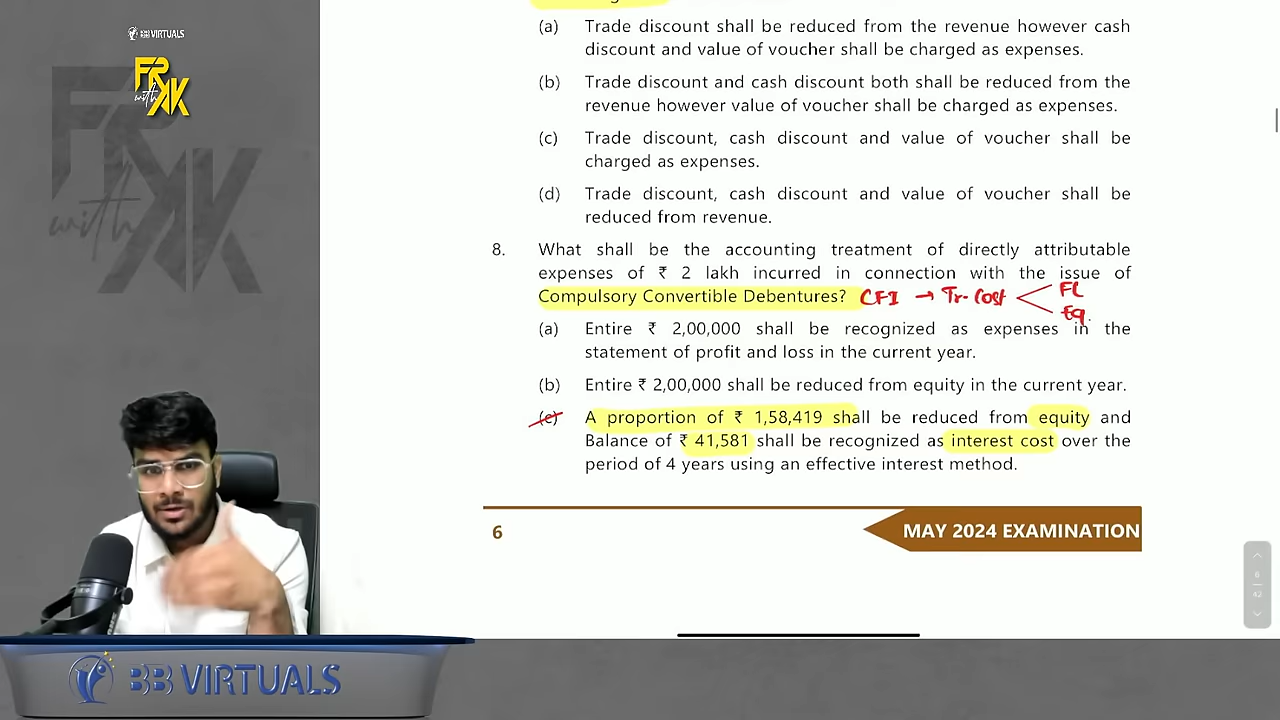 BB VIRTUALS
FR
with
AK
FR
with
AK
(a) Trade discount shall be reduced from the revenue however cash
discount and value of voucher shall be charged as expenses.
(b) Trade discount and cash discount both shall be reduced from the
revenue however value of voucher shall be charged as expenses.
(c) Trade discount, cash discount and value of voucher shall be
charged as expenses.
(d) Trade discount, cash discount and value of voucher shall be
reduced from revenue.
8. What shall be the accounting treatment of directly attributable
expenses of ₹ 2 lakh incurred in connection with the issue of
Compulsory Convertible Debentures? CFI → Tr. Cost < FL
Eq.
(a) Entire ₹ 2,00,000 shall be recognized as expenses in the
statement of profit and loss in the current year.
(b) Entire ₹ 2,00,000 shall be reduced from equity in the current year.
(c) A proportion of ₹ 1,58,419 shall be reduced from equity and
Balance of ₹ 41,581 shall be recognized as interest cost over the
period of 4 years using an effective interest method.
6 MAY 2024 EXAMINATION
6
42
BB VIRTUALS